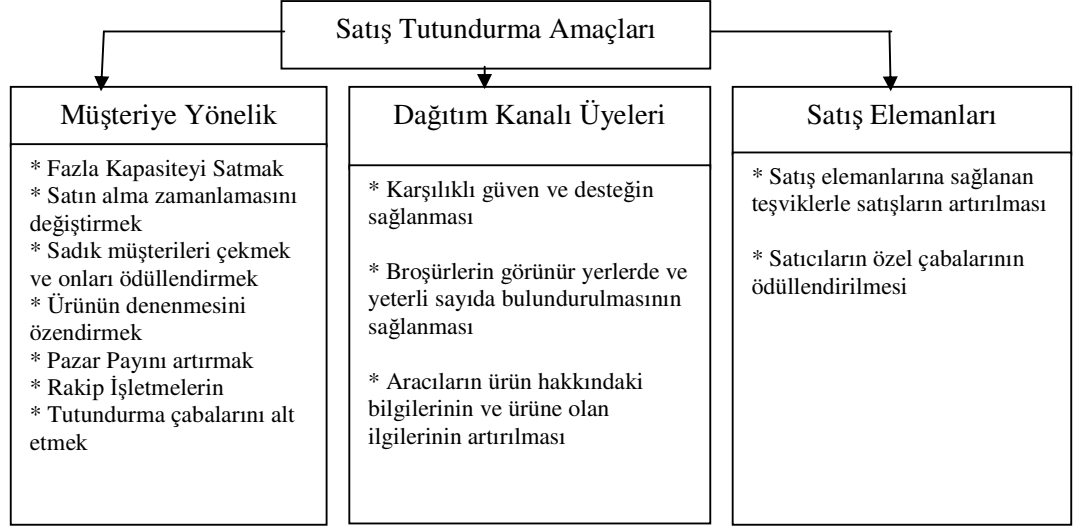 Satış Tutundurma Amaçları
Müşteriye Yönelik
* Fazla Kapasiteyi Satmak
* Satın alma zamanlamasını
değiştirmek
* Sadık müşterileri çekmek
ve onları ödüllendirmek
* Ürünün denenmesini
özendirmek
* Pazar Payını artırmak
* Rakip İşletmelerin
* Tutundurma çabalarını alt
etmek
Dağıtım Kanalı Üyeleri
* Karşılıklı güven ve desteğin
sağlanması
* Broşürlerin görünür yerlerde ve
yeterli sayıda bulundurulmasının
sağlanması
* Aracıların ürün hakkındaki
bilgilerinin ve ürüne olan
ilgilerinin artırılması
Satış Elemanları
* Satış elemanlarına sağlanan
teşviklerle satışların artırılması
* Satıcıların özel çabalarının
ödüllendirilmesi